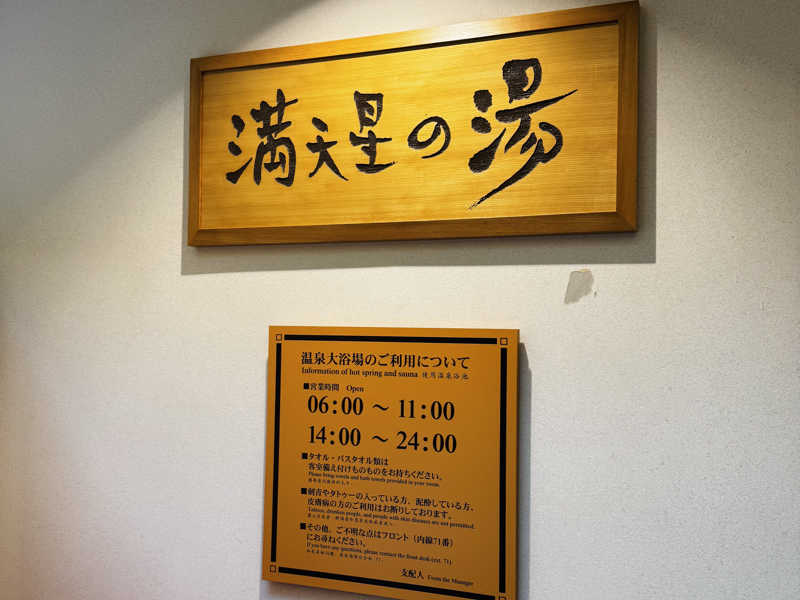 満天星の湯
温泉大浴場のご利用について
Information of hot spring and sauna 使用温泉浴池
■営業時間 Open
06:00 ～ 11:00
14:00 ～ 24:00
■タオル・バスタオル類は
客室備え付けものものをお持ちください。
Please bring towels and bath towels provided in your room.
■刺青やタトゥーの入っている方、泥酔している方、
皮膚病の方のご利用はお断りしております。
Tattoos, drunken people, and people with skin diseases are not permitted.
■その他、ご不明な点はフロント（内線71番）
にお尋ねください。
If you have any questions, please contact the front desk (ext. 71).
支配人 From the Manager